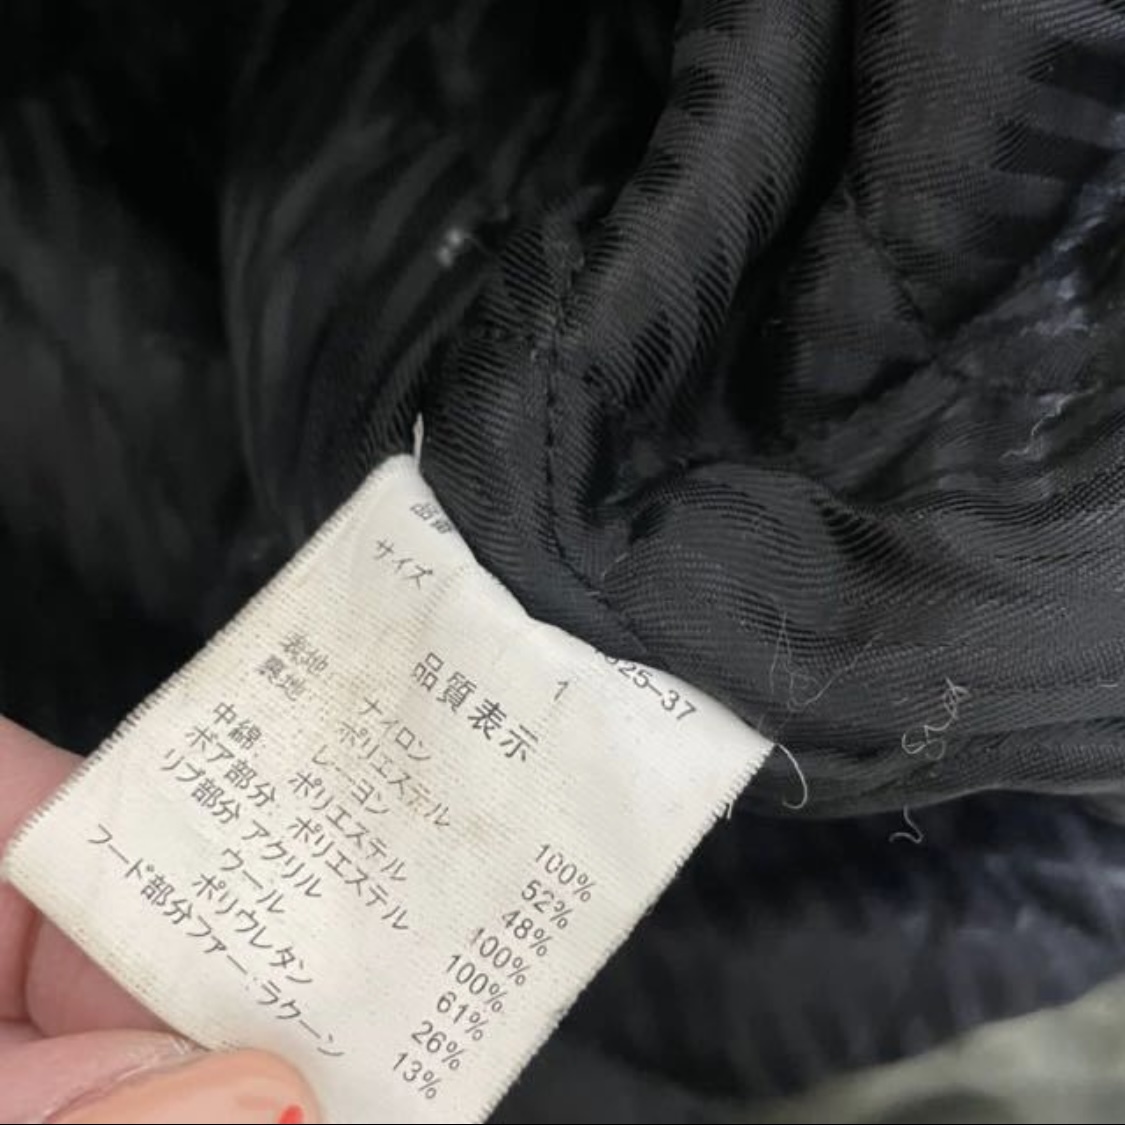 サイズ 1
品質表示
表地: ナイロン 100%
裏地: ポリエステル 52%
レーヨン 48%
中綿: ポリエステル 100%
ボア部分: ポリエステル 100%
リブ部分 アクリル 61%
ウール 26%
ポリウレタン 13%
フード部分ファー:ラクーン